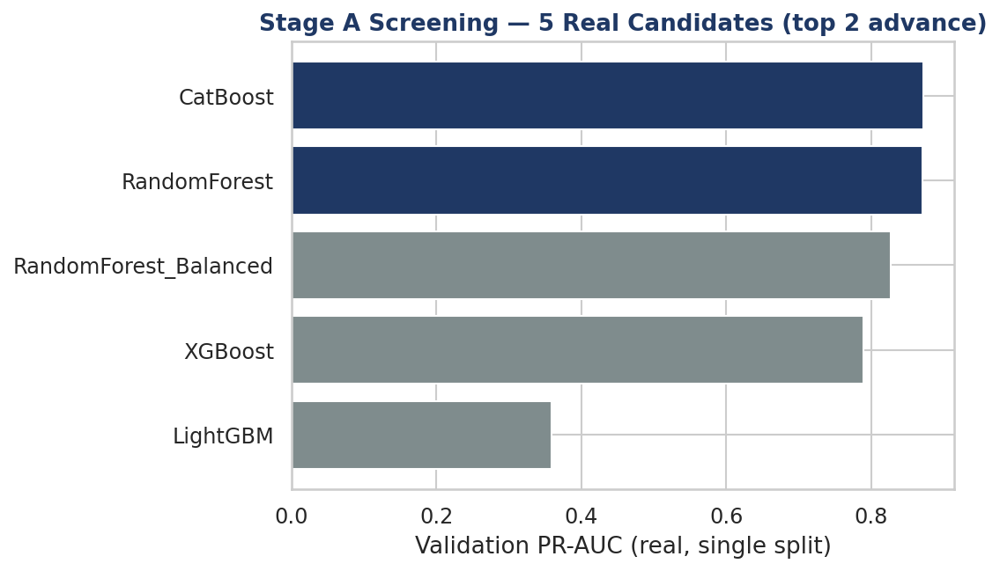 Stage A Screening — 5 Real Candidates (top 2 advance)
CatBoost
RandomForest
RandomForest_Balanced
XGBoost
LightGBM
0.0 0.2 0.4 0.6 0.8
Validation PR-AUC (real, single split)